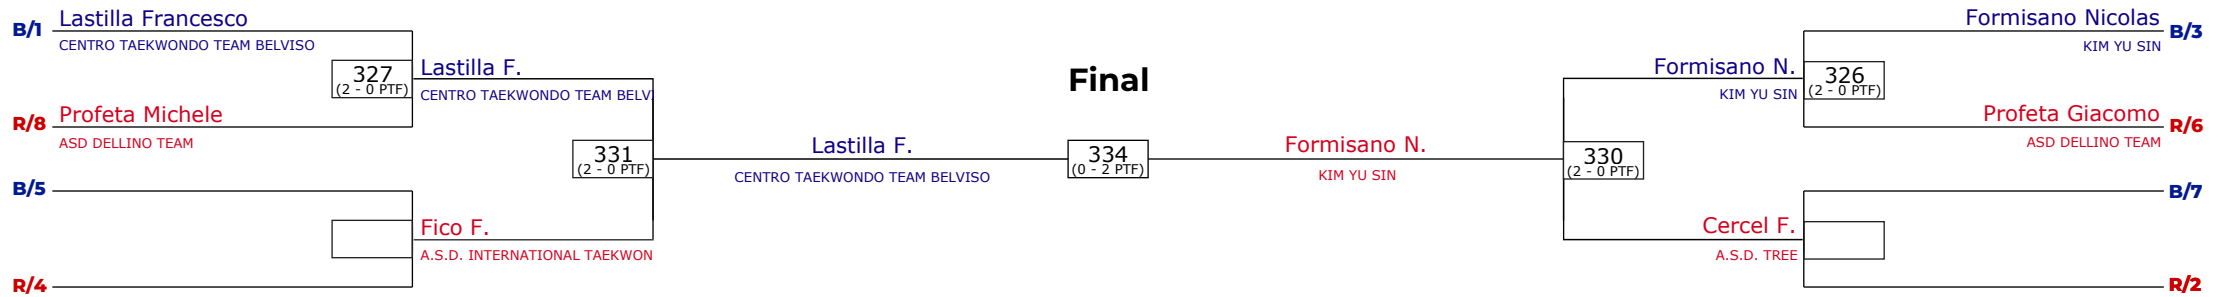 B/1
Lastilla Francesco
CENTRO TAEKWONDO TEAM BELVISO
327
(2 - 0 PTF)
Lastilla F.
CENTRO TAEKWONDO TEAM BELV
R/8
Profeta Michele
ASD DELLINO TEAM
331
(2 - 0 PTF)
B/5
Fico F.
A.S.D. INTERNATIONAL TAEKWON
R/4
Final
Lastilla F.
CENTRO TAEKWONDO TEAM BELVISO
334
(0 - 2 PTF)
Formisano N.
KIM YU SIN
Formisano Nicolas
B/3
KIM YU SIN
Formisano N.
KIM YU SIN
326
(2 - 0 PTF)
Profeta Giacomo
R/6
ASD DELLINO TEAM
330
(2 - 0 PTF)
B/7
Cercel F.
A.S.D. TREE
R/2